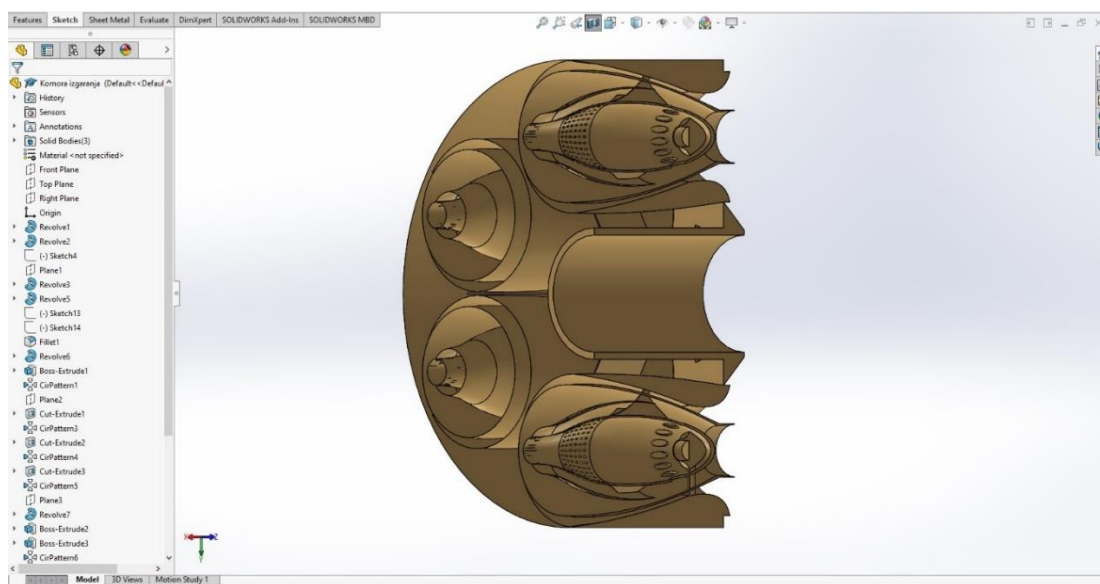 Features Sketch Sheet Metal Evaluate DimXpert SOLIDWORKS Add-Ins SOLIDWORKS MBD
Komora izgaranja (Default<<Defaul
History
Sensors
Annotations
Solid Bodies(3)
Material <not specified>
Front Plane
Top Plane
Right Plane
Origin
Revolve1
Revolve2
(-) Sketch4
Plane1
Revolve3
Revolve5
(-) Sketch13
(-) Sketch14
Fillet1
Revolve6
Boss-Extrude1
CirPattern1
Plane2
Cut-Extrude1
CirPattern3
Cut-Extrude2
CirPattern4
Cut-Extrude3
CirPattern5
Plane3
Revolve7
Boss-Extrude2
Boss-Extrude3
CirPattern6
Model 3D Views Motion Study 1